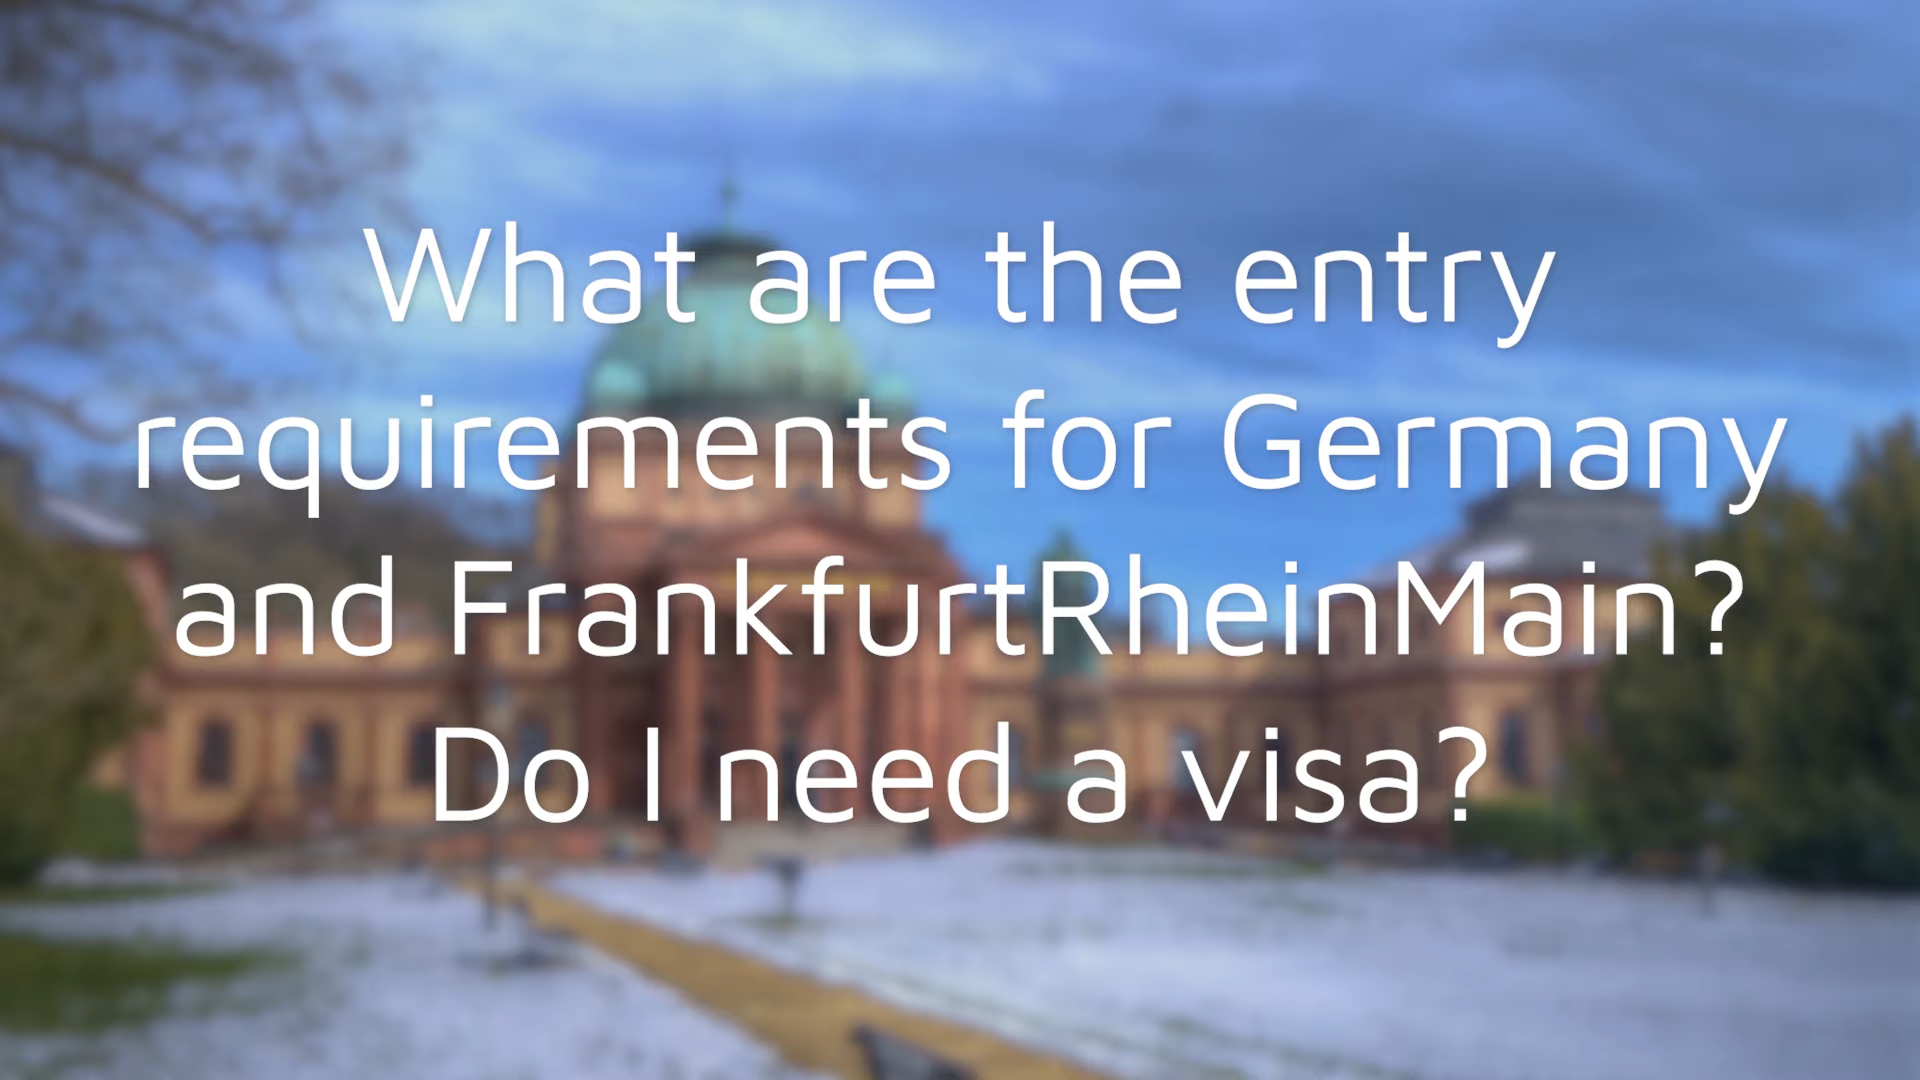 What are the entry
requirements for Germany
and FrankfurtRheinMain?
Do I need a visa?